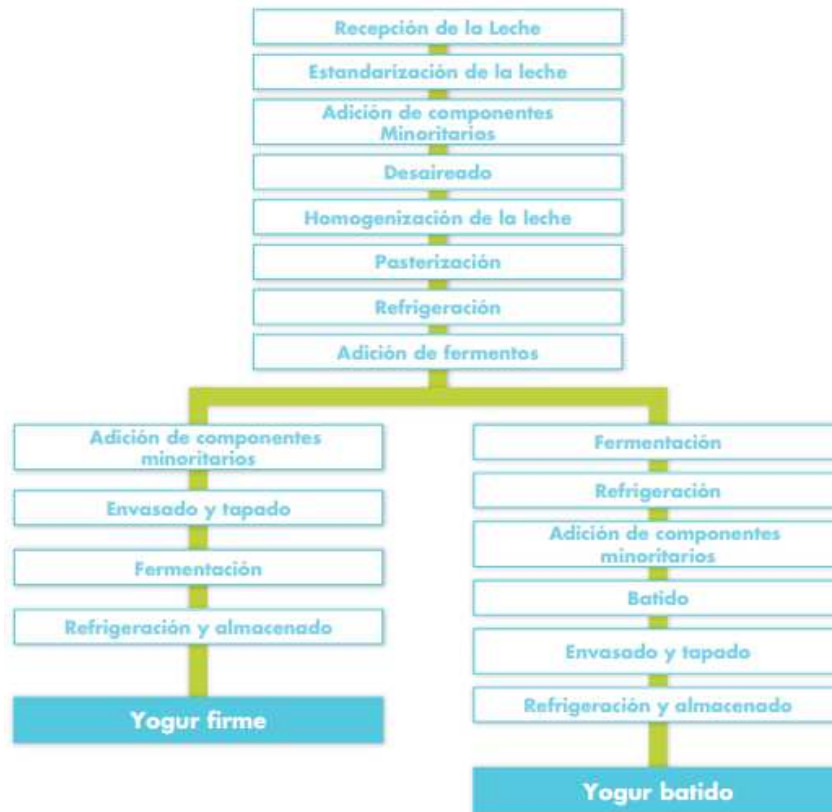 Recepción de la Leche
Estandarización de la leche
Adición de componentes
Minoritarios
Desaireado
Homogenización de la leche
Pasterización
Refrigeración
Adición de fermentos
Adición de componentes
minoritarios
Envasado y tapado
Fermentación
Refrigeración y almacenado
Yogur firme
Fermentación
Refrigeración
Adición de componentes
minoritarios
Batido
Envasado y tapado
Refrigeración y almacenado
Yogur batido